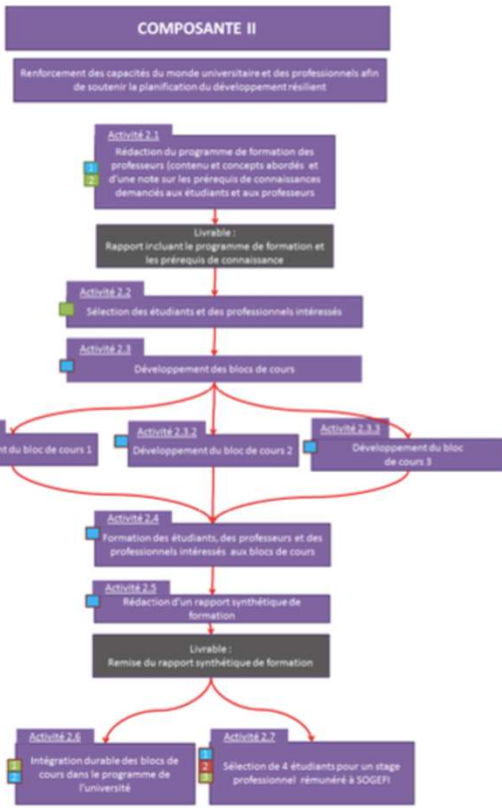 COMPOSANTE II
Renforcement des capacités du monde universitaire et des professionnels afin
de soutenir la planification du développement résilient
Activité 2.1
Rédaction du programme de formation des
professeurs (contenu et concepts abordés et
d'une note sur les prérequis de connaissances
demandés aux étudiants et aux professeurs
1
2
Livrable :
Rapport incluant le programme de formation et
les prérequis de connaissance
Activité 2.2
Sélection des étudiants et des professionnels intéressés
Activité 2.3
Développement des blocs de cours
nt du bloc de cours 1
Activité 2.3.2
Développement du bloc de cours 2
Activité 2.3.3
Développement du bloc
de cours 3
Activité 2.4
Formation des étudiants, des professeurs et des
professionnels intéressés aux blocs de cours
Activité 2.5
Rédaction d'un rapport synthétique de
formation
Livrable :
Remise du rapport synthétique de formation
Activité 2.6
1
2
Intégration durable des blocs de
cours dans le programme de
l'université
Activité 2.7
1
2
3
Sélection de 4 étudiants pour un stage
professionnel rémunéré à SOGEFI